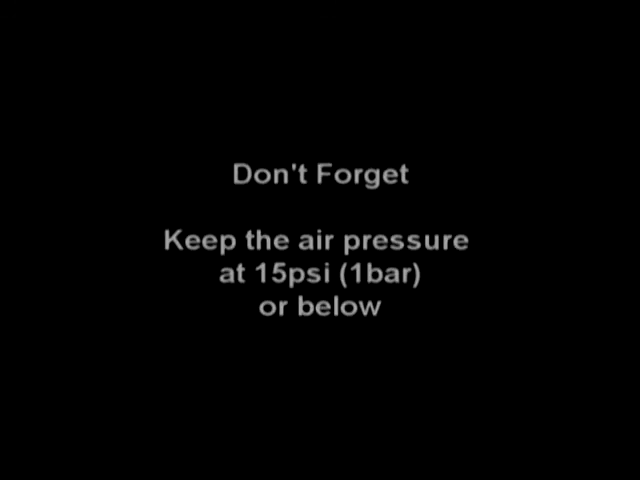 Don't Forget
Keep the air pressure
at 15psi (1bar)
or below